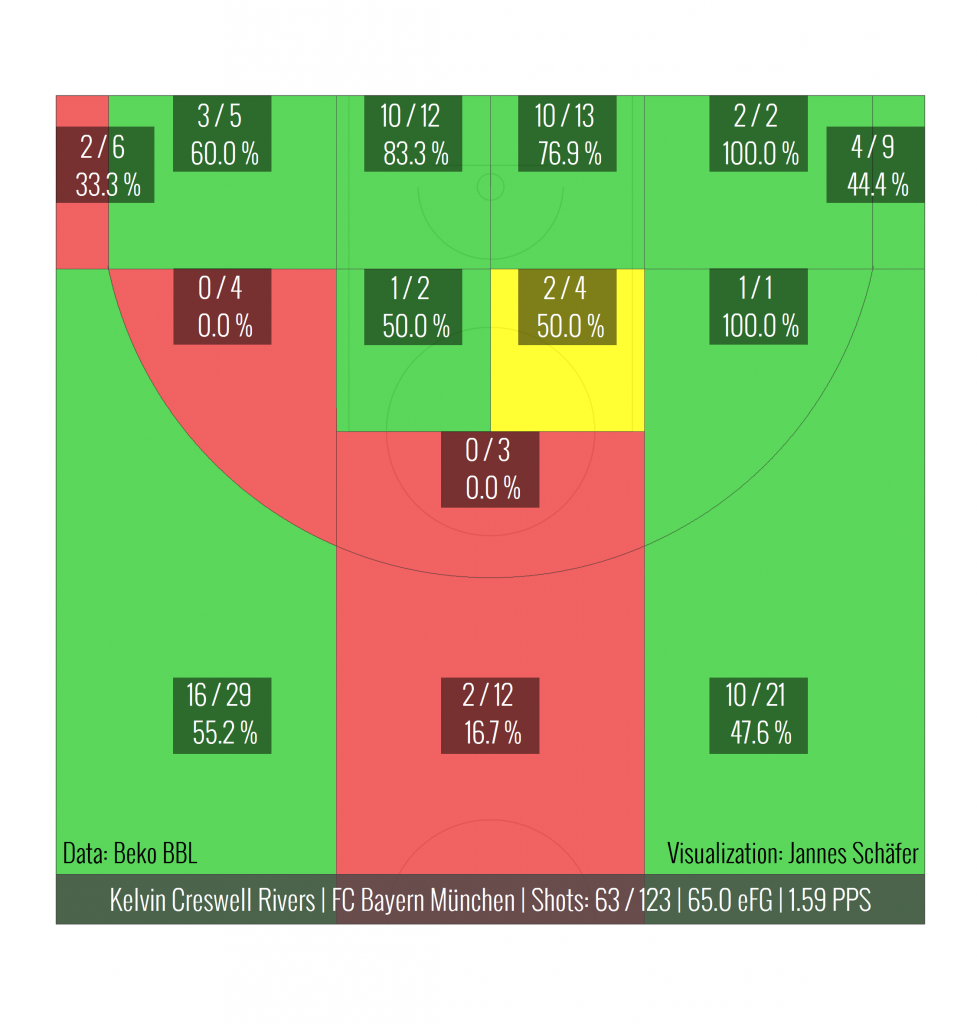 3 / 5
60.0 %
10 / 12
83.3 %
10 / 13
76.9 %
2 / 2
100.0 %
2 / 6
33.3 %
4 / 9
44.4 %
0 / 4
0.0 %
1 / 2
50.0 %
2 / 4
50.0 %
1 / 1
100.0 %
0 / 3
0.0 %
16 / 29
55.2 %
2 / 12
16.7 %
10 / 21
47.6 %
Data: Beko BBL
Visualization: Jannes Schäfer
Kelvin Creswell Rivers | FC Bayern München | Shots: 63 / 123 | 65.0 eFG | 1.59 PPS